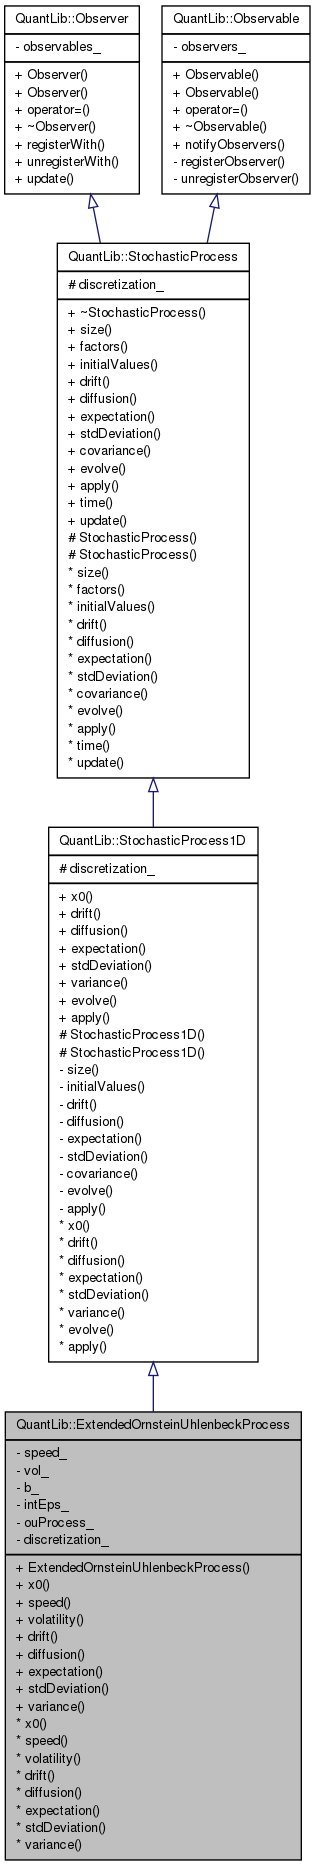 QuantLib::Observer
- observables_
+ Observer()
+ Observer()
+ operator=()
+ ~Observer()
+ registerWith()
+ unregisterWith()
+ update()
QuantLib::Observable
- observers_
+ Observable()
+ Observable()
+ operator=()
+ ~Observable()
+ notifyObservers()
- registerObserver()
- unregisterObserver()
QuantLib::StochasticProcess
# discretization_
+ ~StochasticProcess()
+ size()
+ factors()
+ initialValues()
+ drift()
+ diffusion()
+ expectation()
+ stdDeviation()
+ covariance()
+ evolve()
+ apply()
+ time()
+ update()
# StochasticProcess()
# StochasticProcess()
* size()
* factors()
* initialValues()
* drift()
* diffusion()
* expectation()
* stdDeviation()
* covariance()
* evolve()
* apply()
* time()
* update()
QuantLib::StochasticProcess1D
# discretization_
+ x0()
+ drift()
+ diffusion()
+ expectation()
+ stdDeviation()
+ variance()
+ evolve()
+ apply()
# StochasticProcess1D()
# StochasticProcess1D()
- size()
- initialValues()
- drift()
- diffusion()
- expectation()
- stdDeviation()
- covariance()
- evolve()
- apply()
* x0()
* drift()
* diffusion()
* expectation()
* stdDeviation()
* variance()
* evolve()
* apply()
QuantLib::ExtendedOrnsteinUhlenbeckProcess
- speed_
- vol_
- b_
- intEps_
- ouProcess_
- discretization_
+ ExtendedOrnsteinUhlenbeckProcess()
+ x0()
+ speed()
+ volatility()
+ drift()
+ diffusion()
+ expectation()
+ stdDeviation()
+ variance()
* x0()
* speed()
* volatility()
* drift()
* diffusion()
* expectation()
* stdDeviation()
* variance()